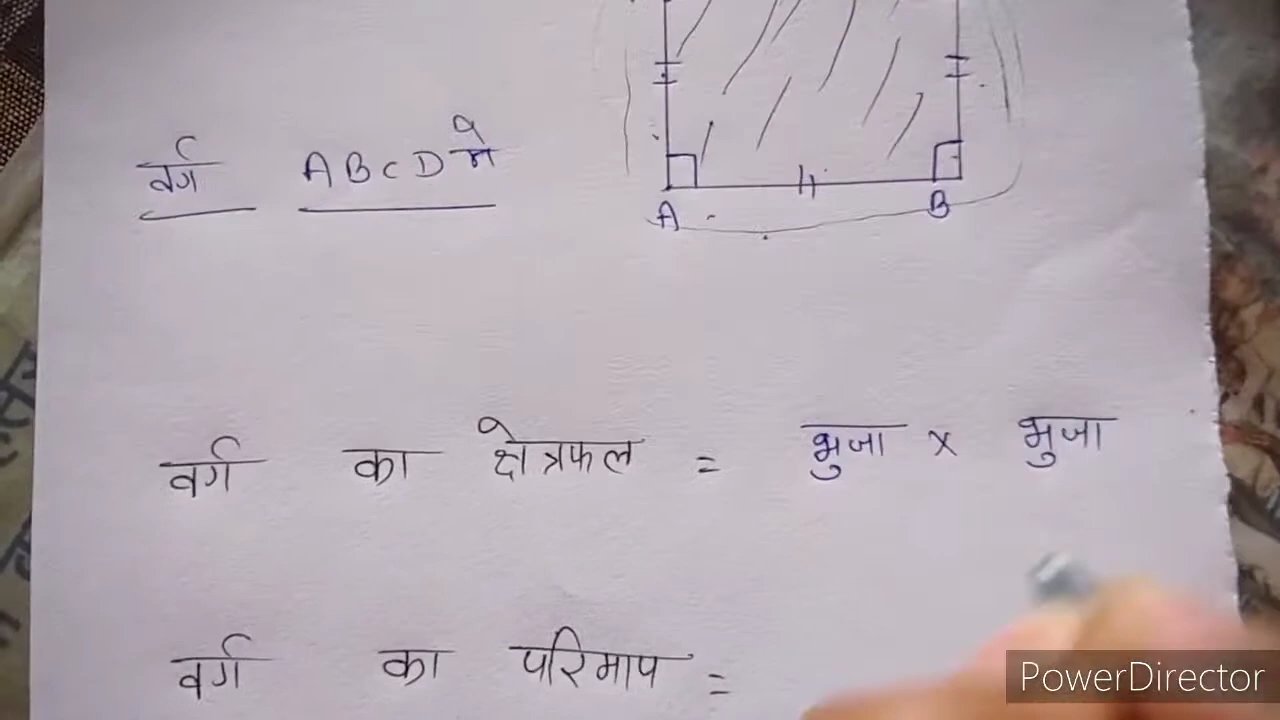 वर्ग ABCD में
A B
वर्ग का क्षेत्रफल = भुजा × भुजा
वर्ग का परिमाप =
PowerDirector